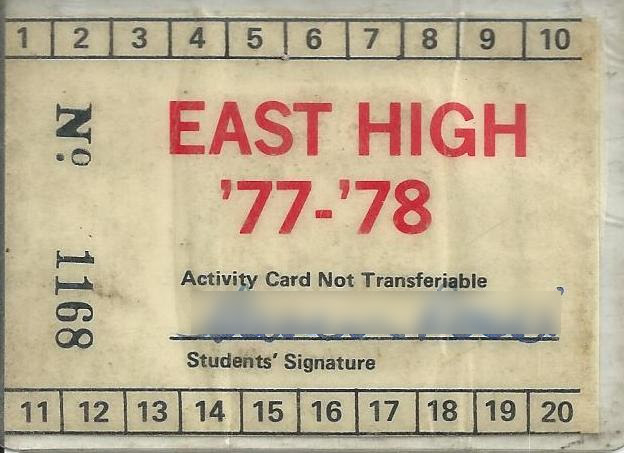 1 2 3 4 5 6 7 8 9 10
No: 1168
EAST HIGH
'77-'78
Activity Card Not Transferiable
Students' Signature
11 12 13 14 15 16 17 18 19 20